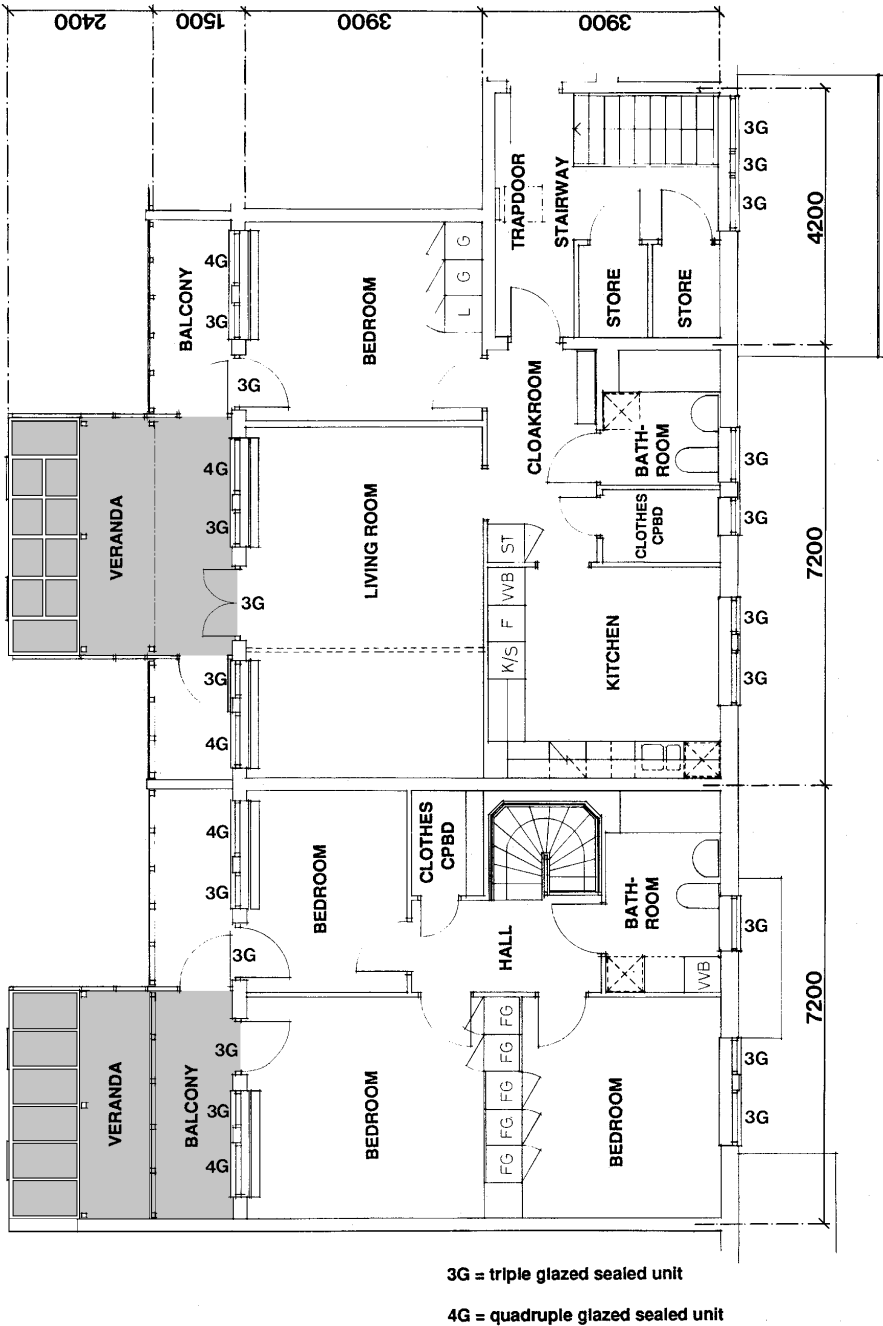 2400
1500
3900
3900
3G
3G
3G
TRAPDOOR
STAIRWAY
4200
4G
BALCONY
3G
3G
BEDROOM
L
G
G
STORE
STORE
CLOAKROOM
BATH-
ROOM
3G
VERANDA
4G
3G
3G
LIVING ROOM
ST
VVB
F
K/S
CLOTHES
CPBD
3G
7200
KITCHEN
3G
3G
3G
4G
4G
3G
3G
BEDROOM
CLOTHES
CPBD
HALL
BATH-
ROOM
VVB
3G
7200
VERANDA
BALCONY
3G
3G
4G
BEDROOM
FG
FG
FG
FG
FG
BEDROOM
3G
3G
3G = triple glazed sealed unit
4G = quadruple glazed sealed unit